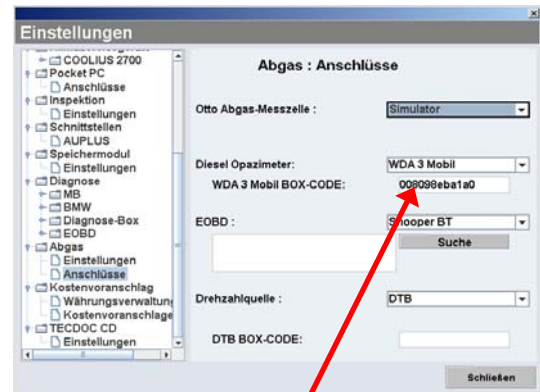 Einstellungen
COOLIUS 2700
Pocket PC
Anschlüsse
Inspektion
Einstellungen
Schnittstellen
AUPLUS
Speichermodul
Einstellungen
Diagnose
MB
BMW
Diagnose-Box
EOBD
Abgas
Einstellungen
Anschlüsse
Kostenvoranschlag
Währungsverwaltung
Kostenvoranschlage
TECDOC CD
Einstellungen
Abgas : Anschlüsse
Otto Abgas-Messzelle : Simulator
Diesel Opazimeter: WDA 3 Mobil
WDA 3 Mobil BOX-CODE: 008098eba1a0
EOBD : Snooper BT
Suche
Drehzahlquelle : DTB
DTB BOX-CODE:
Schließen